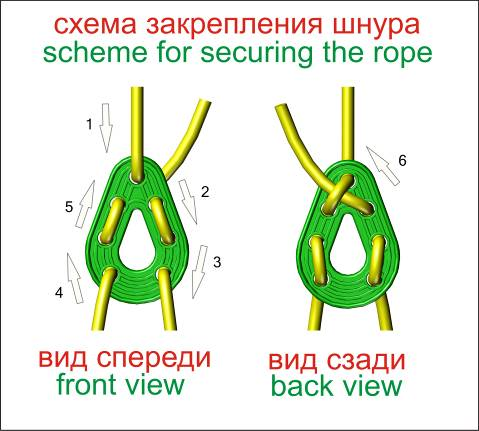 схема закрепления шнура
scheme for securing the rope
1
2
3
4
5
6
вид спереди
front view
вид сзади
back view